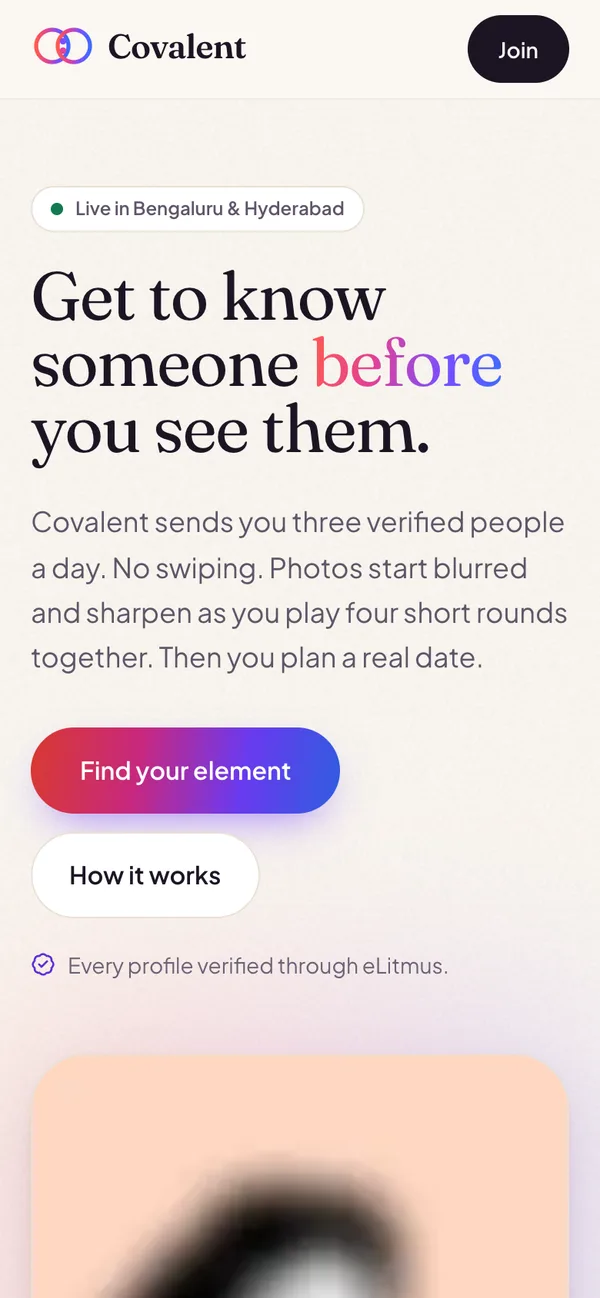 Covalent
Join
Live in Bengaluru & Hyderabad
Get to know
someone before
you see them.
Covalent sends you three verified people
a day. No swiping. Photos start blurred
and sharpen as you play four short rounds
together. Then you plan a real date.
Find your element
How it works
Every profile verified through eLitmus.